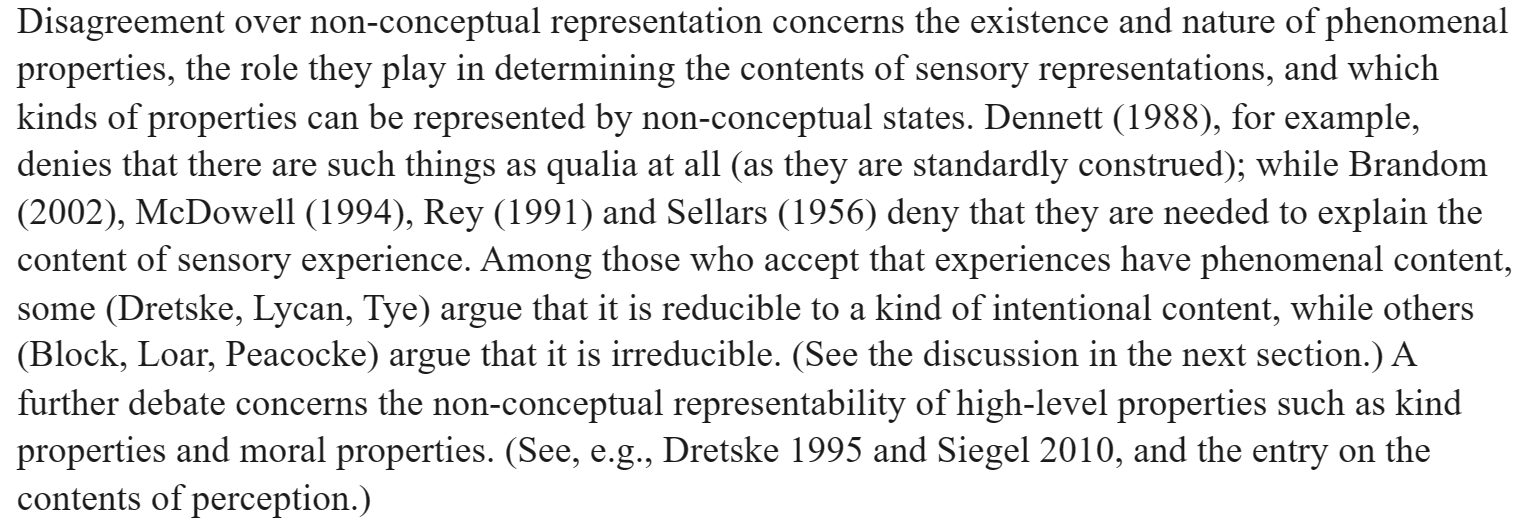 Disagreement over non-conceptual representation concerns the existence and nature of phenomenal
properties, the role they play in determining the contents of sensory representations, and which
kinds of properties can be represented by non-conceptual states. Dennett (1988), for example,
denies that there are such things as qualia at all (as they are standardly construed); while Brandom
(2002), McDowell (1994), Rey (1991) and Sellars (1956) deny that they are needed to explain the
content of sensory experience. Among those who accept that experiences have phenomenal content,
some (Dretske, Lycan, Tye) argue that it is reducible to a kind of intentional content, while others
(Block, Loar, Peacocke) argue that it is irreducible. (See the discussion in the next section.) A
further debate concerns the non-conceptual representability of high-level properties such as kind
properties and moral properties. (See, e.g., Dretske 1995 and Siegel 2010, and the entry on the
contents of perception.)